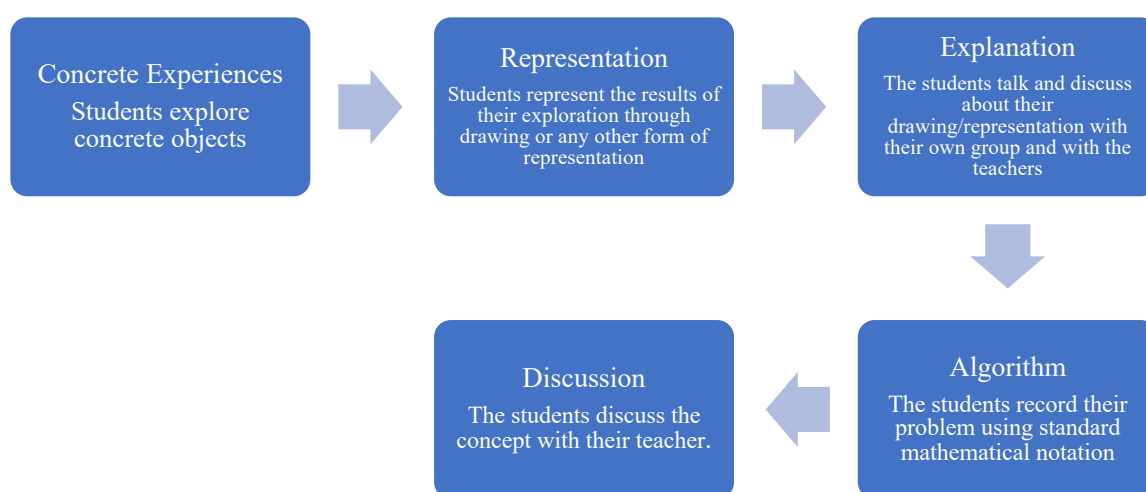 Concrete Experiences
Students explore
concrete objects
Representation
Students represent the results of
their exploration through
drawing or any other form of
representation
Explanation
The students talk and discuss
about their
drawing/representation with
their own group and with the
teachers
Algorithm
The students record their
problem using standard
mathematical notation
Discussion
The students discuss the
concept with their teacher.